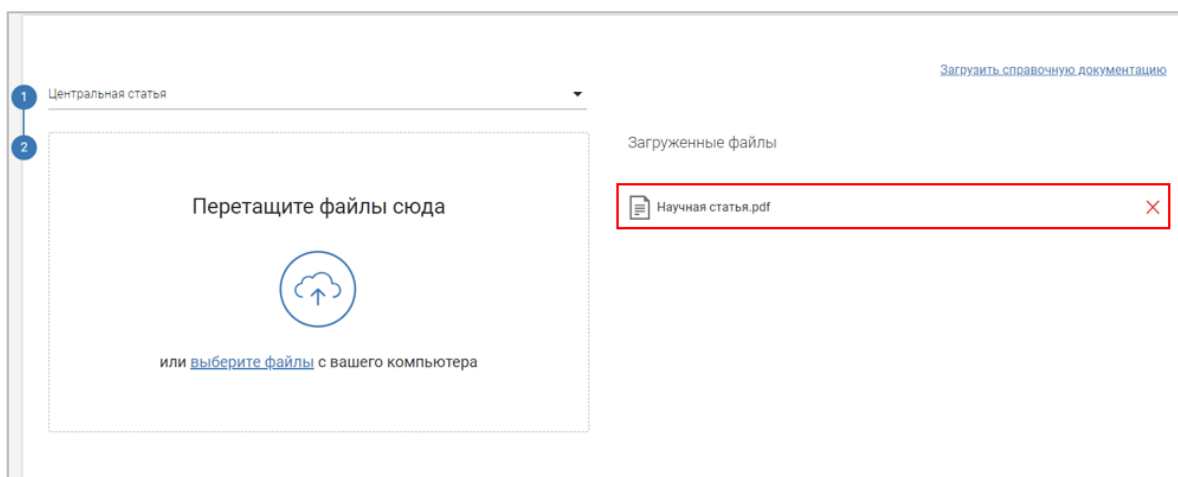 Загрузить справочную документацию
1
Центральная статья
2
Загруженные файлы
Перетащите файлы сюда
Научная статья.pdf
или выберите файлы с вашего компьютера